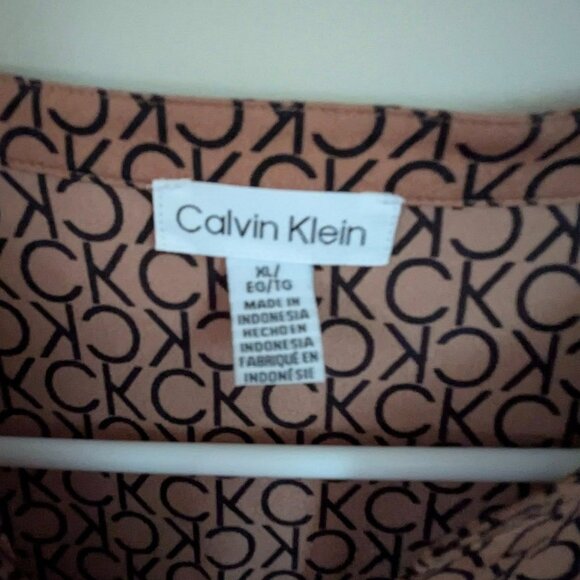 Calvin Klein
XL/
EG/TG
MADE IN
INDONESIA
HECHO EN
INDONESIA
FABRIQUÉ EN
INDONÉSIE